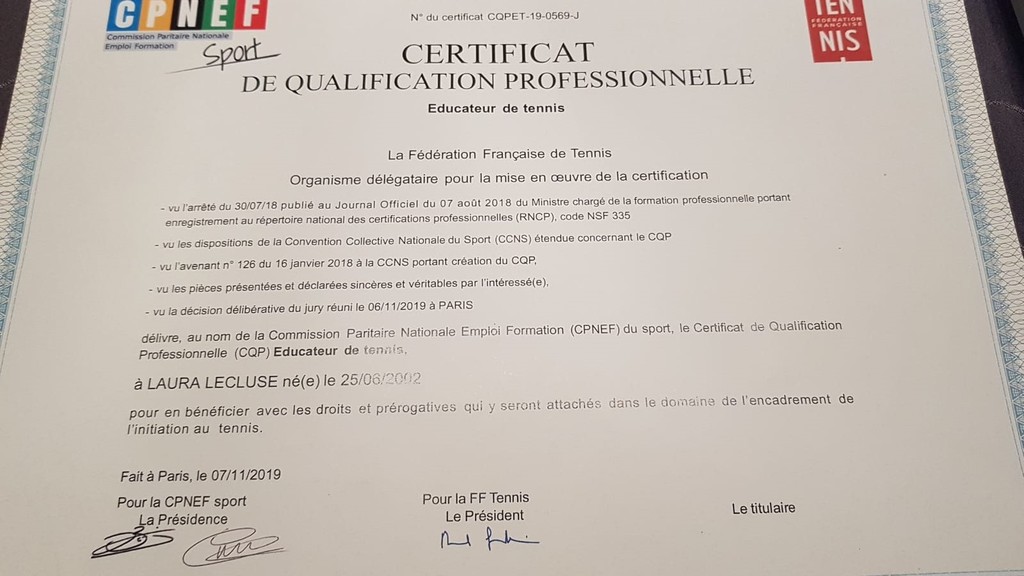 CPNEF
Commission Paritaire Nationale
Emploi Formation
Sport
N° du certificat CQPET-19-0569-J
TEN
FÉDÉRATION
FRANÇAISE
NIS
CERTIFICAT
DE QUALIFICATION PROFESSIONNELLE
Educateur de tennis
La Fédération Française de Tennis
Organisme délégataire pour la mise en œuvre de la certification
- vu l'arrêté du 30/07/18 publié au Journal Officiel du 07 août 2018 du Ministre chargé de la formation professionnelle portant
enregistrement au répertoire national des certifications professionnelles (RNCP), code NSF 335
- vu les dispositions de la Convention Collective Nationale du Sport (CCNS) étendue concernant le CQP
- vu l'avenant n° 126 du 16 janvier 2018 à la CCNS portant création du CQP,
- vu les pièces présentées et déclarées sincères et véritables par l'intéressé(e),
- vu la décision délibérative du jury réuni le 06/11/2019 à PARIS
délivre, au nom de la Commission Paritaire Nationale Emploi Formation (CPNEF) du sport, le Certificat de Qualification
Professionnelle (CQP) Educateur de tennis,
à LAURA LECLUSE né(e) le 25/06/2002
pour en bénéficier avec les droits et prérogatives qui y seront attachés dans le domaine de l'encadrement de
l'initiation au tennis.
Fait à Paris, le 07/11/2019
Pour la CPNEF sport
La Présidence
Pour la FF Tennis
Le Président
Le titulaire